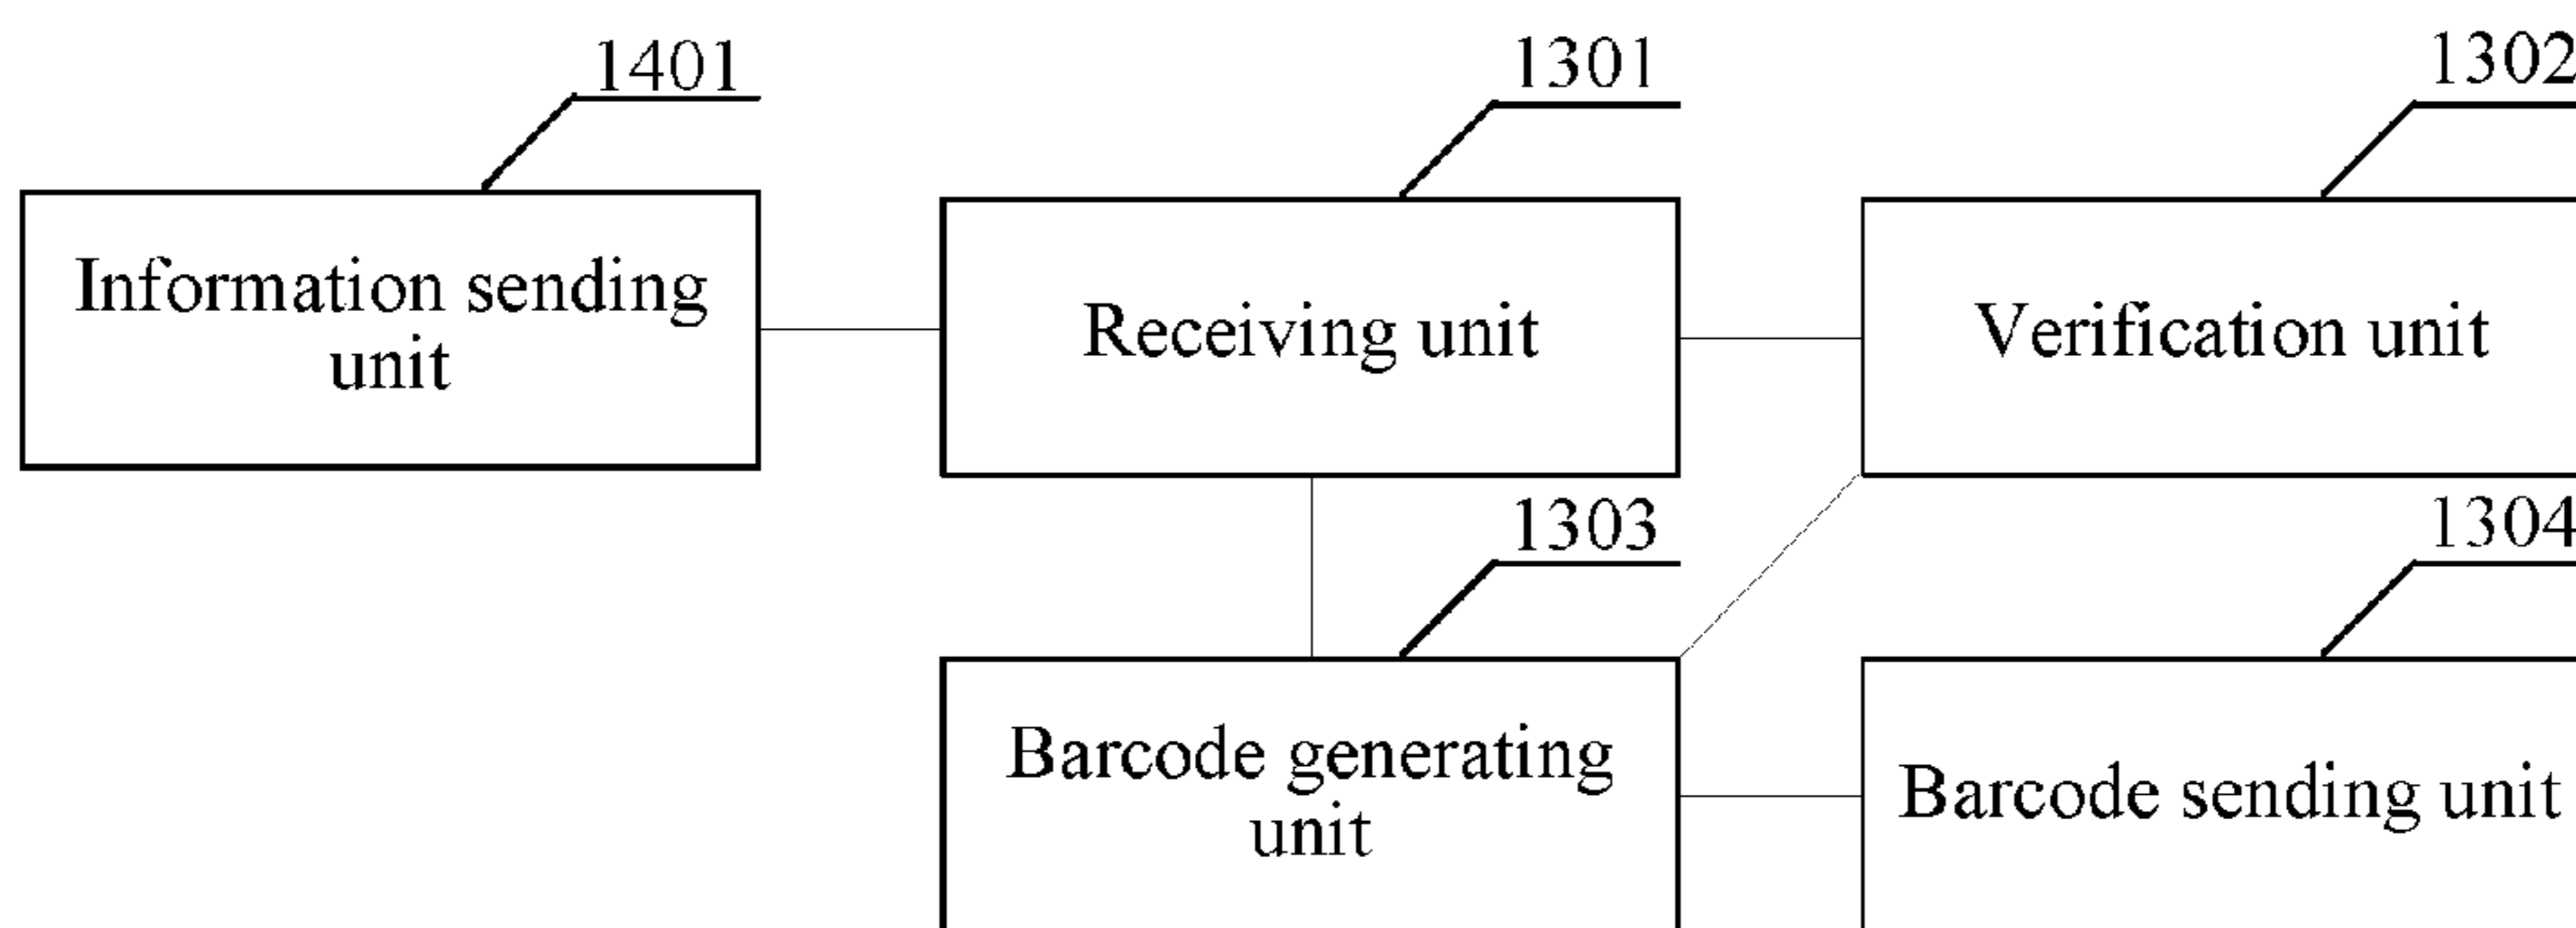 1401
1301
1302
Information sending
unit
Receiving unit
Verification unit
1303
1304
Barcode generating
unit
Barcode sending unit